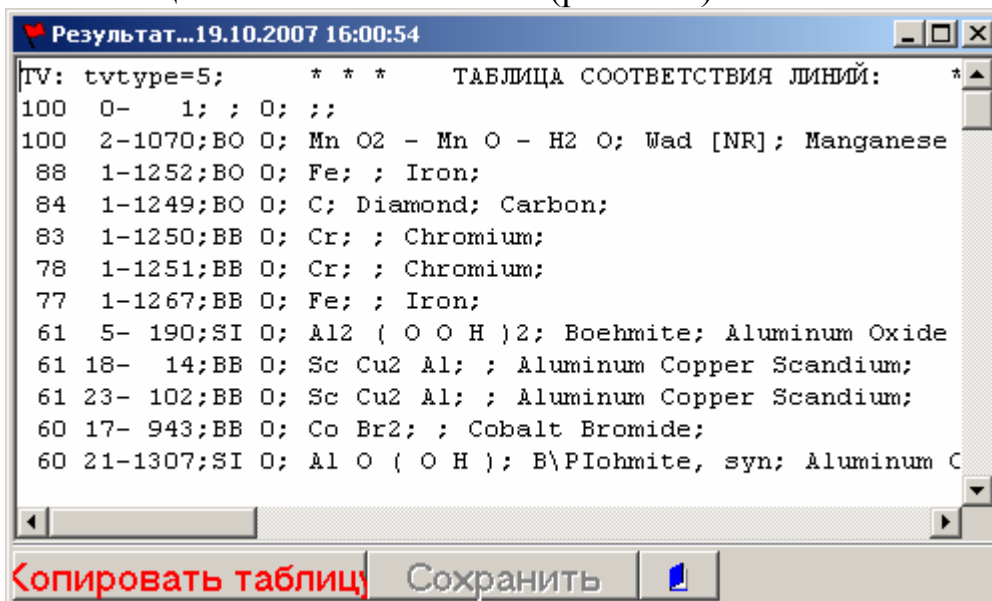 Результат...19.10.2007 16:00:54
TV: tvtype=5; * * * ТАБЛИЦА СООТВЕТСТВИЯ ЛИНИЙ: *
100 0- 1; ; 0; ;;
100 2-1070;BO 0; Mn O2 - Mn O - H2 O; Wad [NR]; Manganese
88 1-1252;BO 0; Fe; ; Iron;
84 1-1249;BO 0; C; Diamond; Carbon;
83 1-1250;BB 0; Cr; ; Chromium;
78 1-1251;BB 0; Cr; ; Chromium;
77 1-1267;BB 0; Fe; ; Iron;
61 5- 190;SI 0; Al2 ( O O H )2; Boehmite; Aluminum Oxide
61 18- 14;BB 0; Sc Cu2 Al; ; Aluminum Copper Scandium;
61 23- 102;BB 0; Sc Cu2 Al; ; Aluminum Copper Scandium;
60 17- 943;BB 0; Co Br2; ; Cobalt Bromide;
60 21-1307;SI 0; Al O ( O H ); B\PIohmite, syn; Aluminum
Копировать таблицу Сохранить